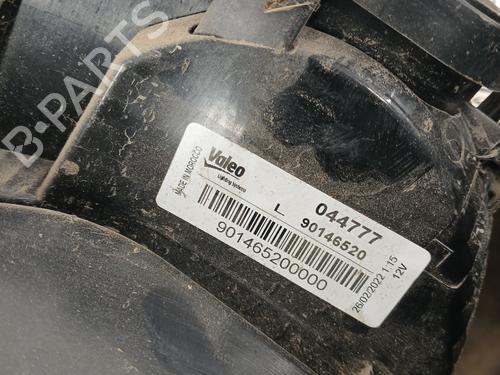 B-PARTS
Valeo
Lighting Systems
MADE IN MOROCCO
L
044777
90146520
901465200000
26/02/2022 1:15
12V